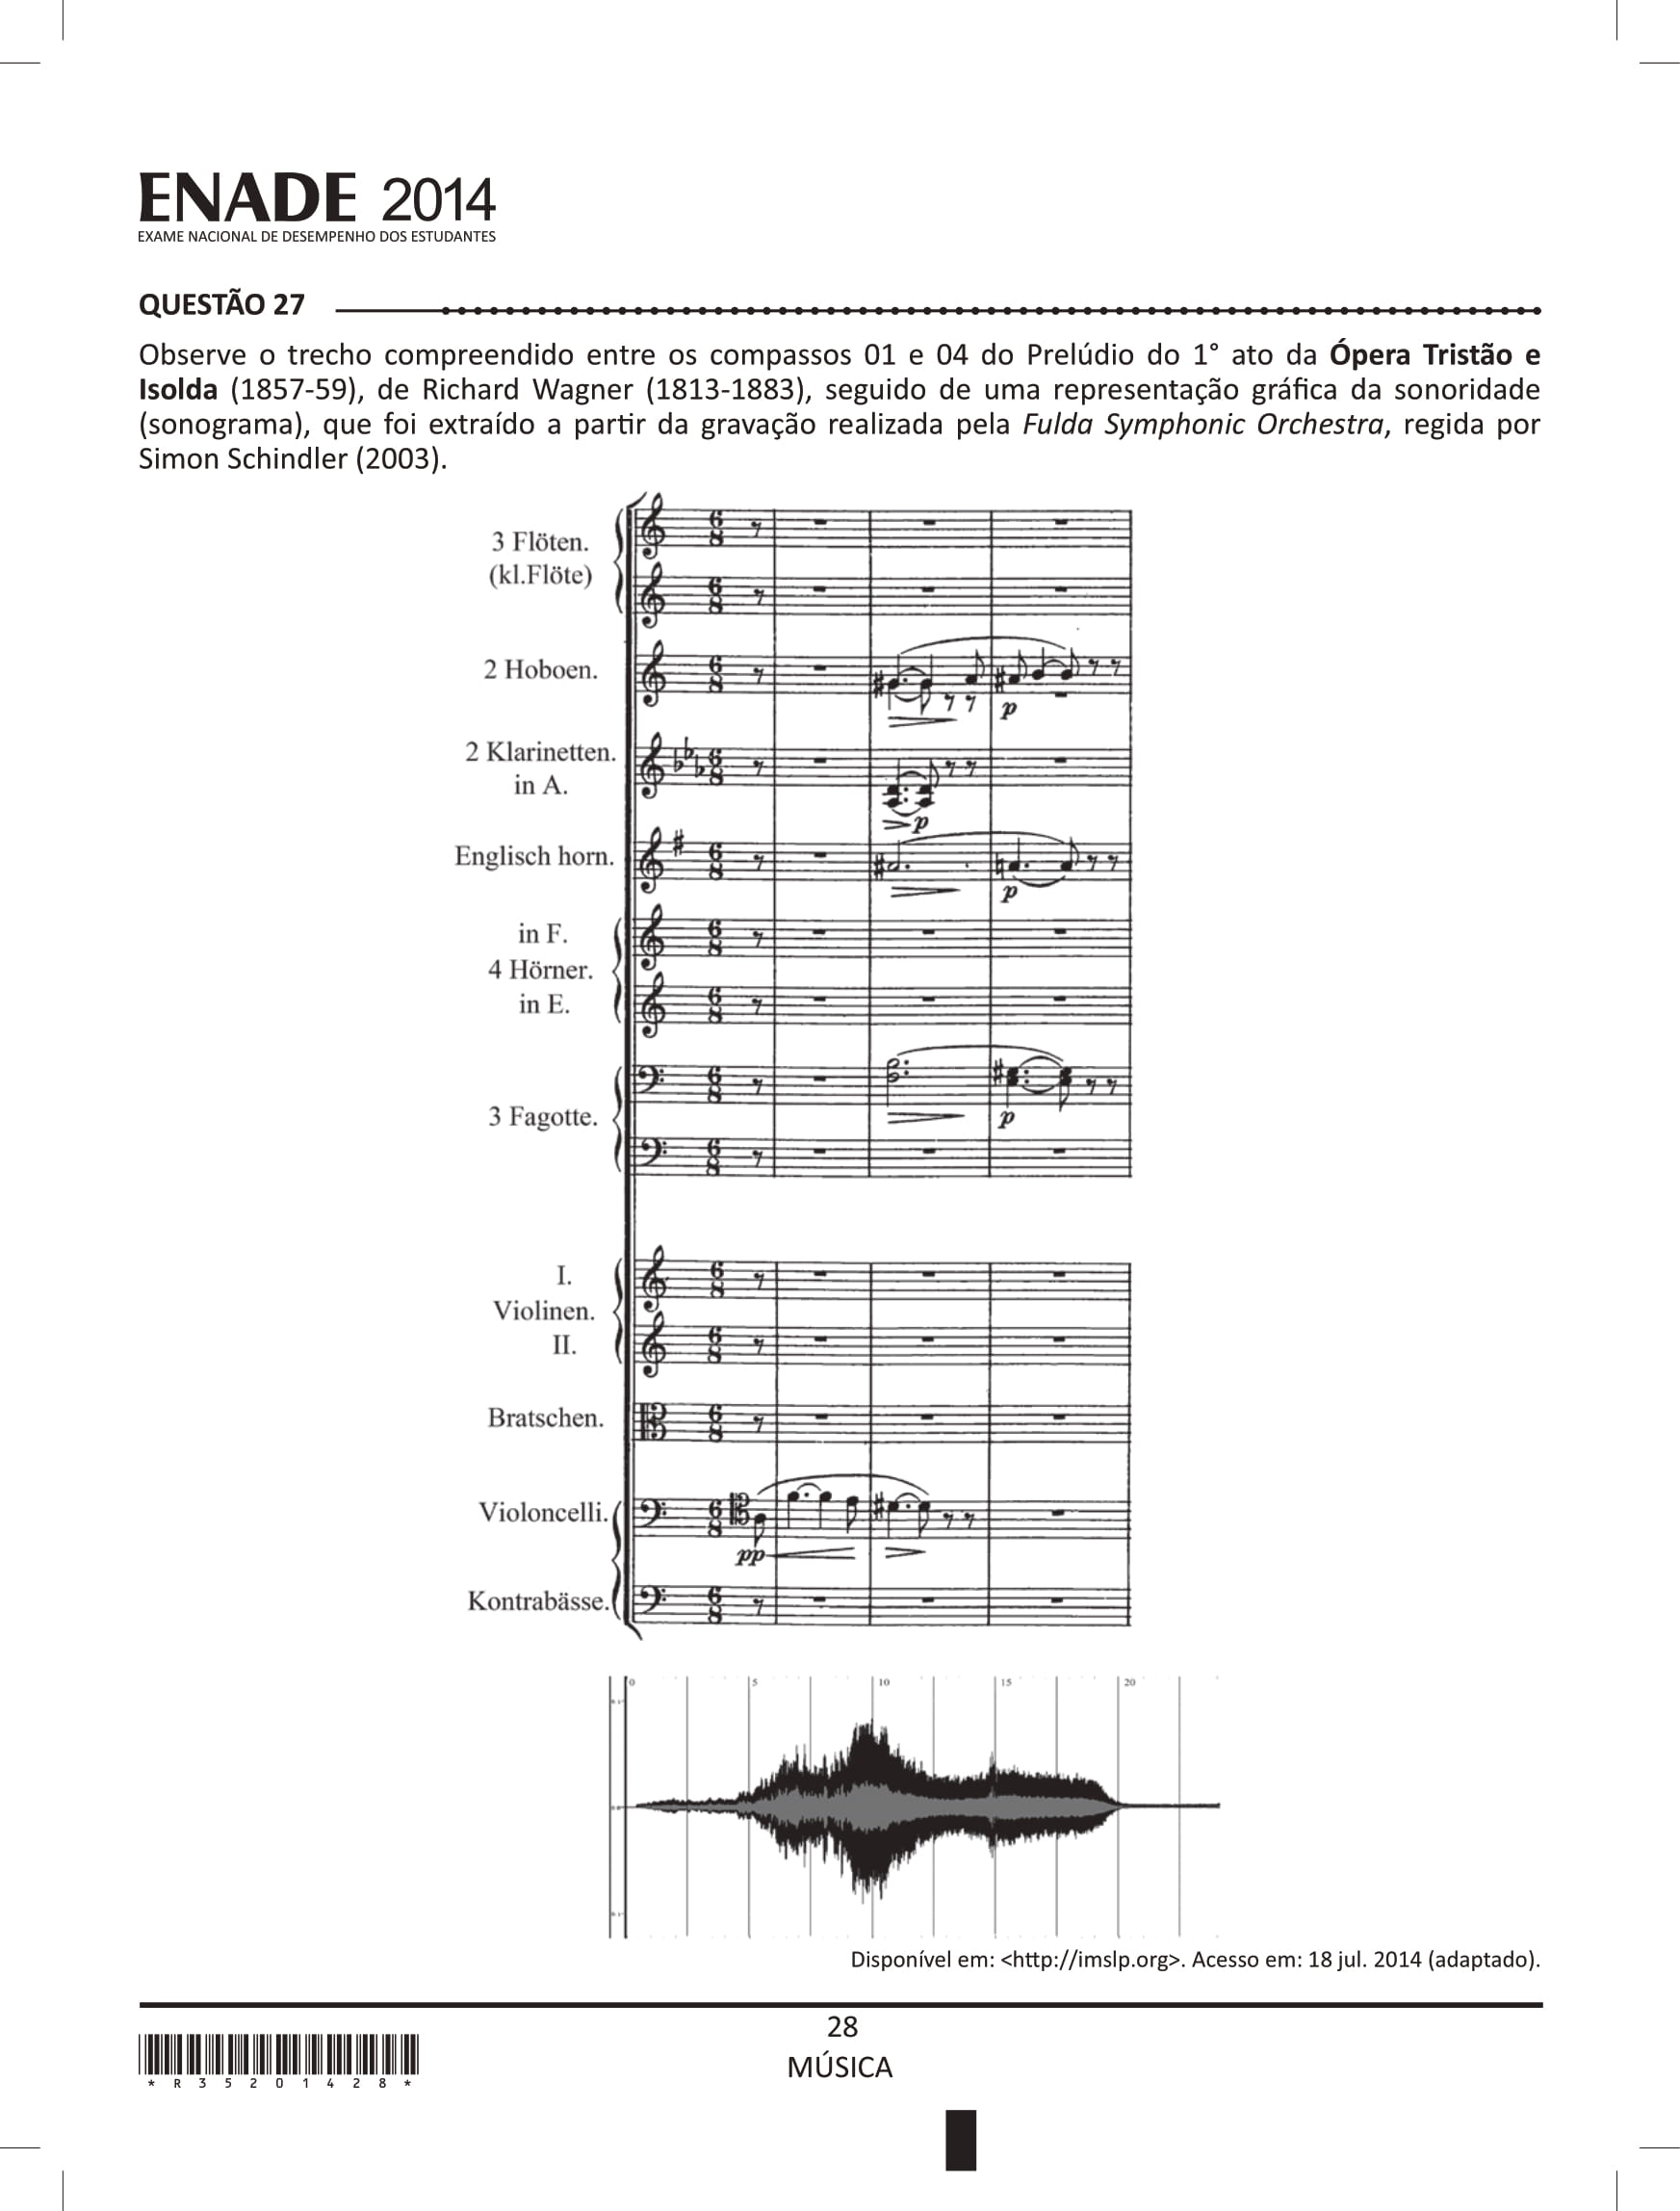 ENADE 2014
EXAME NACIONAL DE DESEMPENHO DOS ESTUDANTES
QUESTÃO 27
Observe o trecho compreendido entre os compassos 01 e 04 do Prelúdio do 1° ato da Ópera Tristão e
Isolda (1857-59), de Richard Wagner (1813-1883), seguido de uma representação gráfica da sonoridade
(sonograma), que foi extraído a partir da gravação realizada pela Fulda Symphonic Orchestra, regida por
Simon Schindler (2003).
3 Flöten.
(kl.Flöte)
2 Hoboen.
p
2 Klarinetten.
in A.
p
Englisch horn.
p
in F.
4 Hörner.
in E.
3 Fagotte.
p
I.
Violinen.
II.
Bratschen.
Violoncelli.
pp
Kontrabässe.
0 5 10 15 20
Disponível em: <http://imslp.org>. Acesso em: 18 jul. 2014 (adaptado).
28
MÚSICA
* R 3 5 2 0 1 4 2 8 *